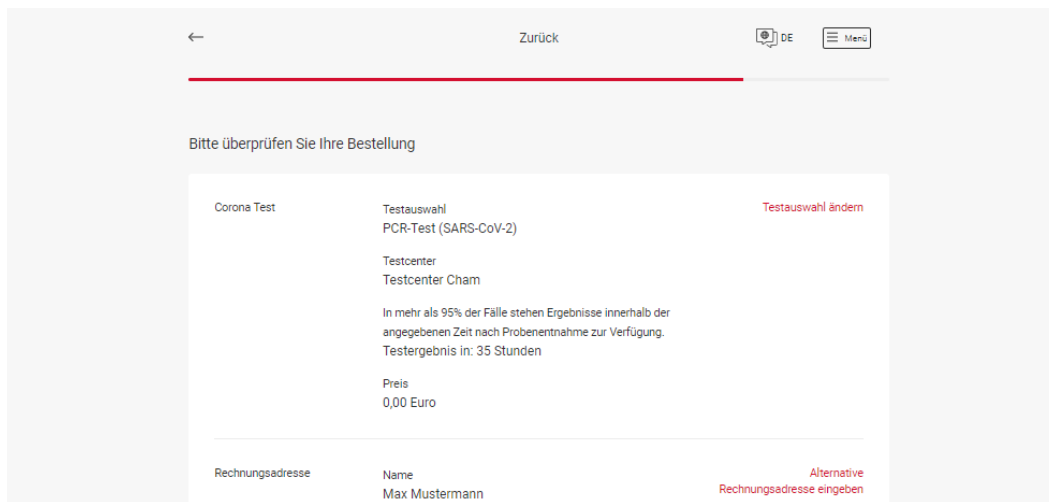 ← Zurück DE Menü
Bitte überprüfen Sie Ihre Bestellung
Corona Test
Testauswahl
PCR-Test (SARS-CoV-2)
Testauswahl ändern
Testcenter
Testcenter Cham
In mehr als 95% der Fälle stehen Ergebnisse innerhalb der
angegebenen Zeit nach Probenentnahme zur Verfügung.
Testergebnis in: 35 Stunden
Preis
0,00 Euro
Rechnungsadresse
Name
Max Mustermann
Alternative
Rechnungsadresse eingeben